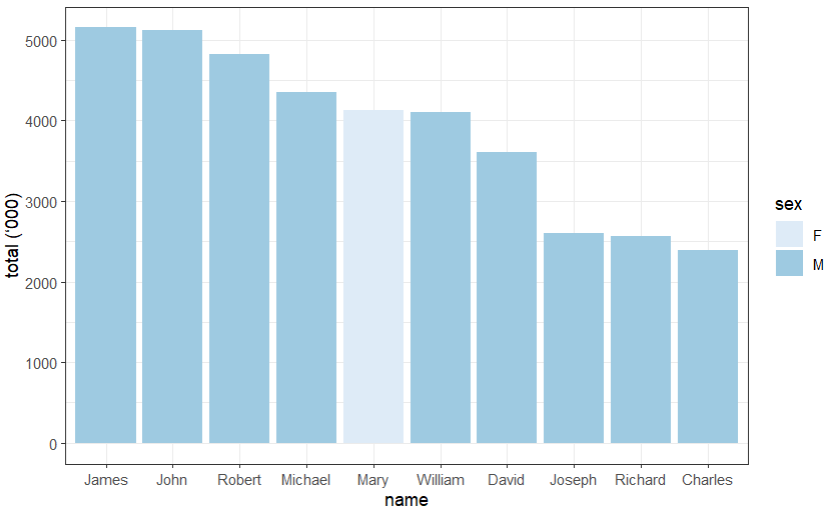 5000
4000
3000
2000
1000
0
total (‘000)
James John Robert Michael Mary William David Joseph Richard Charles
name
sex
F
M